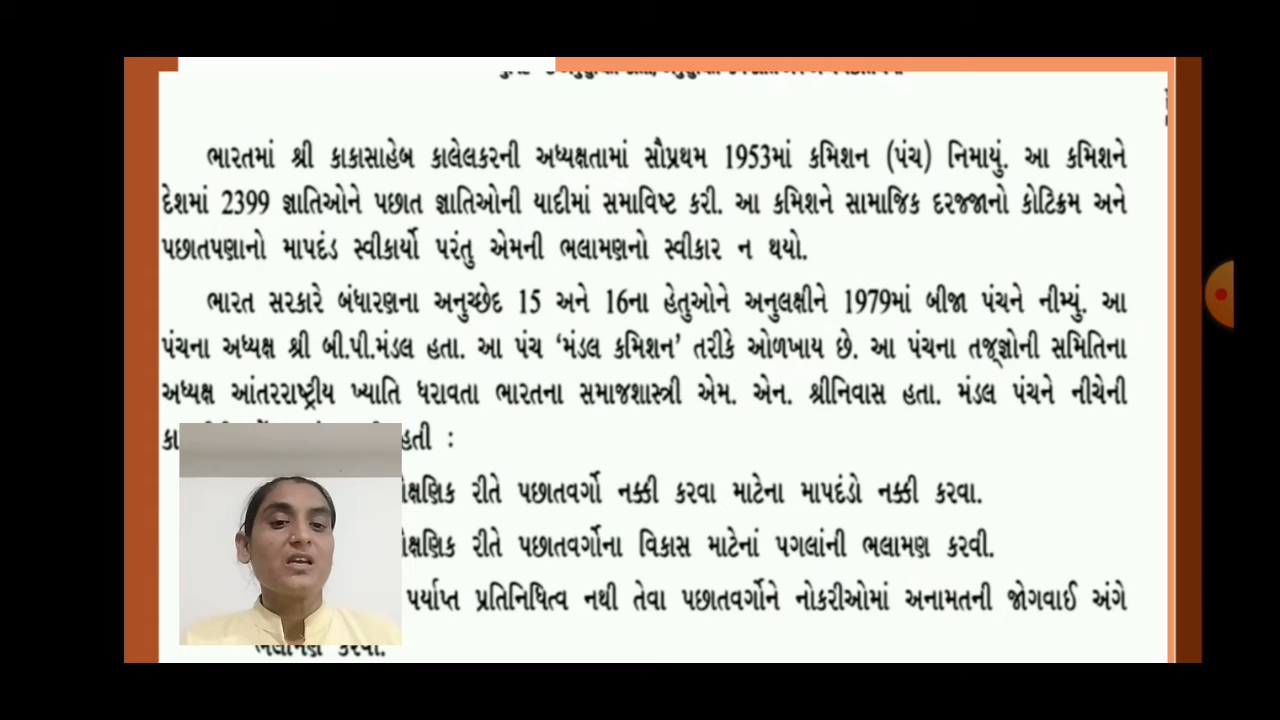 ભારતમાં શ્રી કાકાસાહેબ કાલેલકરની અધ્યક્ષતામાં સૌપ્રથમ 1953માં કમિશન (પંચ) નિમાયું. આ કમિશને
દેશમાં 2399 જ્ઞાતિઓને પછાત જ્ઞાતિઓની યાદીમાં સમાવિષ્ટ કરી. આ કમિશને સામાજિક દરજ્જાનો કોટિક્રમ અને
પછાતપણાનો માપદંડ સ્વીકાર્યો પરંતુ એમની ભલામણનો સ્વીકાર ન થયો.
ભારત સરકારે બંધારણના અનુચ્છેદ 15 અને 16ના હેતુઓને અનુલક્ષીને 1979માં બીજા પંચને નીમ્યું. આ
પંચના અધ્યક્ષ શ્રી બી.પી.મંડલ હતા. આ પંચ ‘મંડલ કમિશન’ તરીકે ઓળખાય છે. આ પંચના તજ્જ્ઞોની સમિતિના
અધ્યક્ષ આંતરરાષ્ટ્રીય ખ્યાતિ ધરાવતા ભારતના સમાજશાસ્ત્રી એમ. એન. શ્રીનિવાસ હતા. મંડલ પંચને નીચેની
હતી :
રીતે પછાતવર્ગો નક્કી કરવા માટેના માપદંડો નક્કી કરવા.
રીતે પછાતવર્ગોના વિકાસ માટેનાં પગલાંની ભલામણ કરવી.
પર્યાપ્ત પ્રતિનિધિત્વ નથી તેવા પછાતવર્ગોને નોકરીઓમાં અનામતની જોગવાઈ અંગે